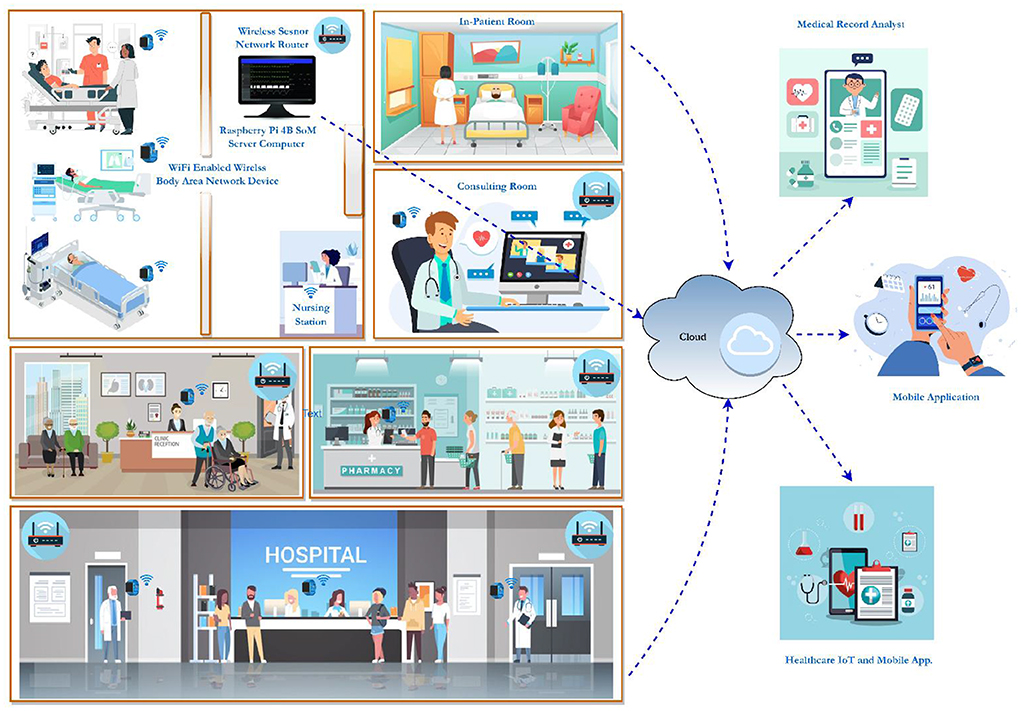 Wireless Sesnor
Network Router
Raspberry Pi 4B SoM
Server Computer
WiFi Enabled Wirelss
Body Area Network Device
Nursing
Station
In-Patient Room
Consulting Room
Cloud
Medical Record Analyst
61
Mobile Application
Healthcare IoT and Mobile App.
CLINIC
RECEPTION
Text
PHARMACY
HOSPITAL